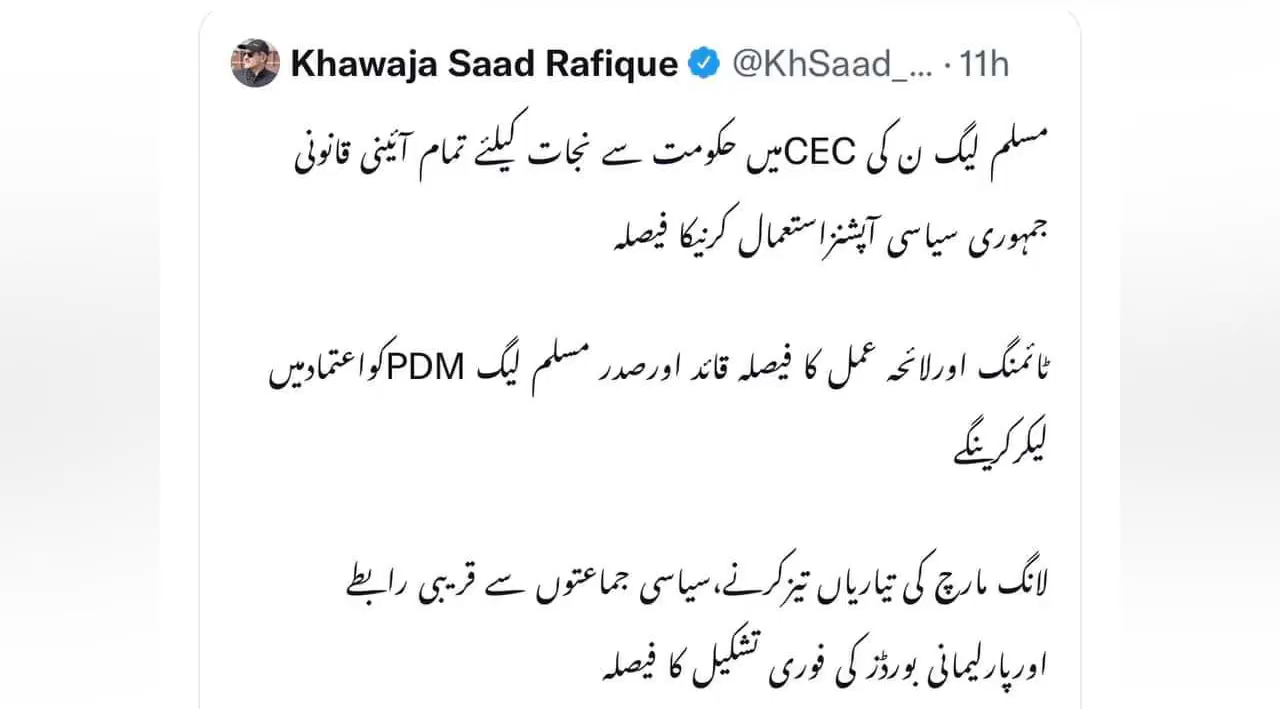 Khawaja Saad Rafique @KhSaad_... · 11h
مسلم لیگ ن کی CECمیں حکومت سے نجات کیلئے تمام آئینی قانونی
جمہوری سیاسی آپشنزاستعمال کرنیکا فیصلہ
ٹائمنگ اورلائحہ عمل کا فیصلہ قائد اورصدر مسلم لیگ PDMکواعتمادمیں
لیکرکرینگے
لانگ مارچ کی تیاریاں تیزکرنے،سیاسی جماعتوں سے قریبی رابطے
اورپارلیمانی بورڈز کی فوری تشکیل کا فیصلہ